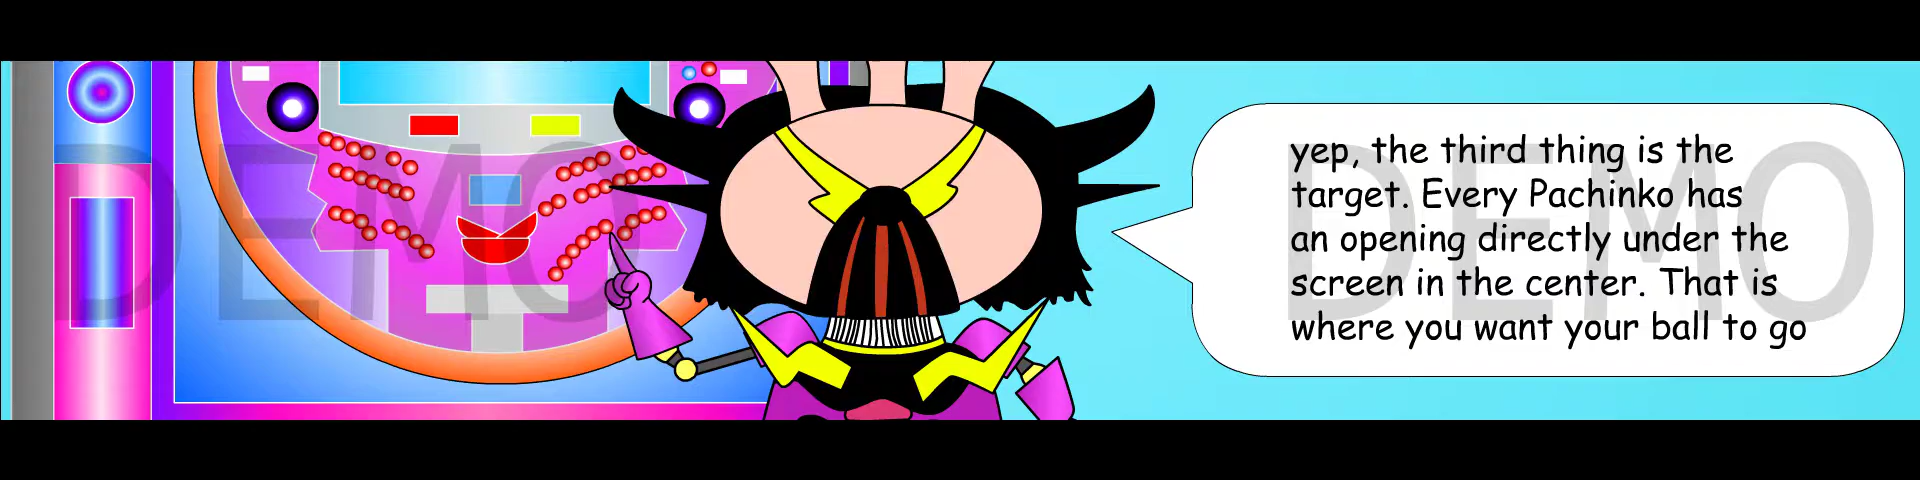 DEMO
DEMO
yep, the third thing is the
target. Every Pachinko has
an opening directly under the
screen in the center. That is
where you want your ball to go